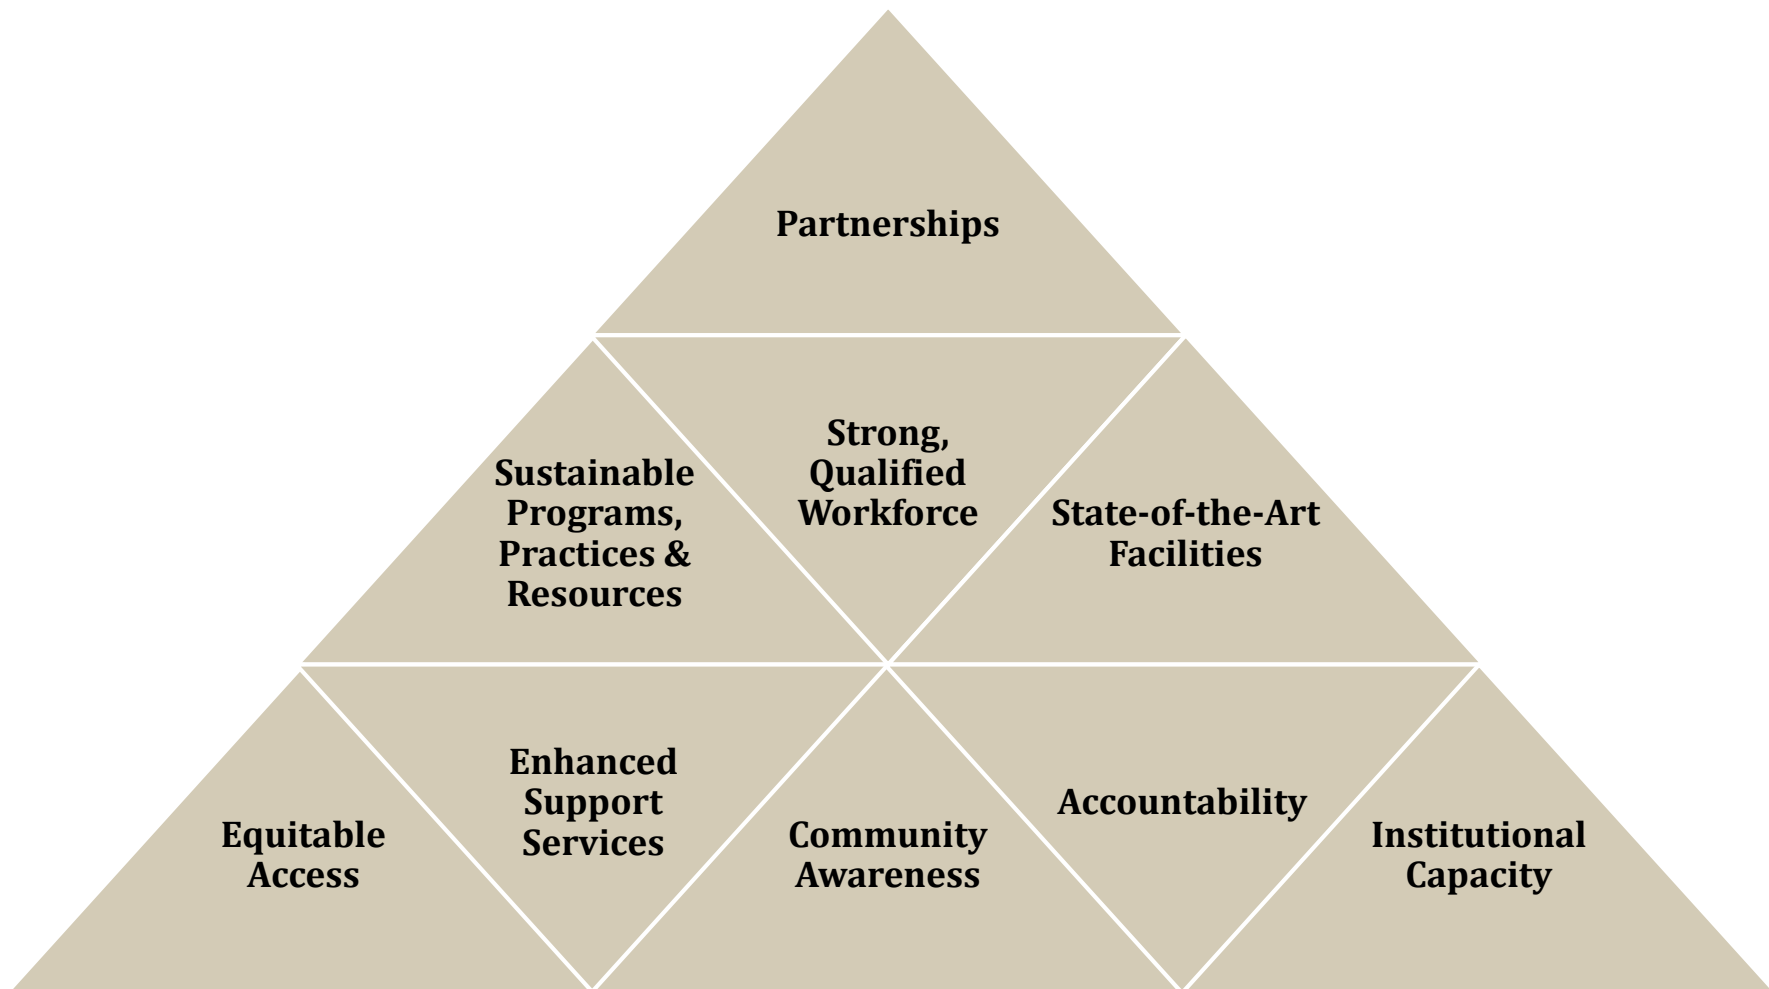 Partnerships
Sustainable
Programs,
Practices &
Resources
Strong,
Qualified
Workforce
State-of-the-Art
Facilities
Equitable
Access
Enhanced
Support
Services
Community
Awareness
Accountability
Institutional
Capacity